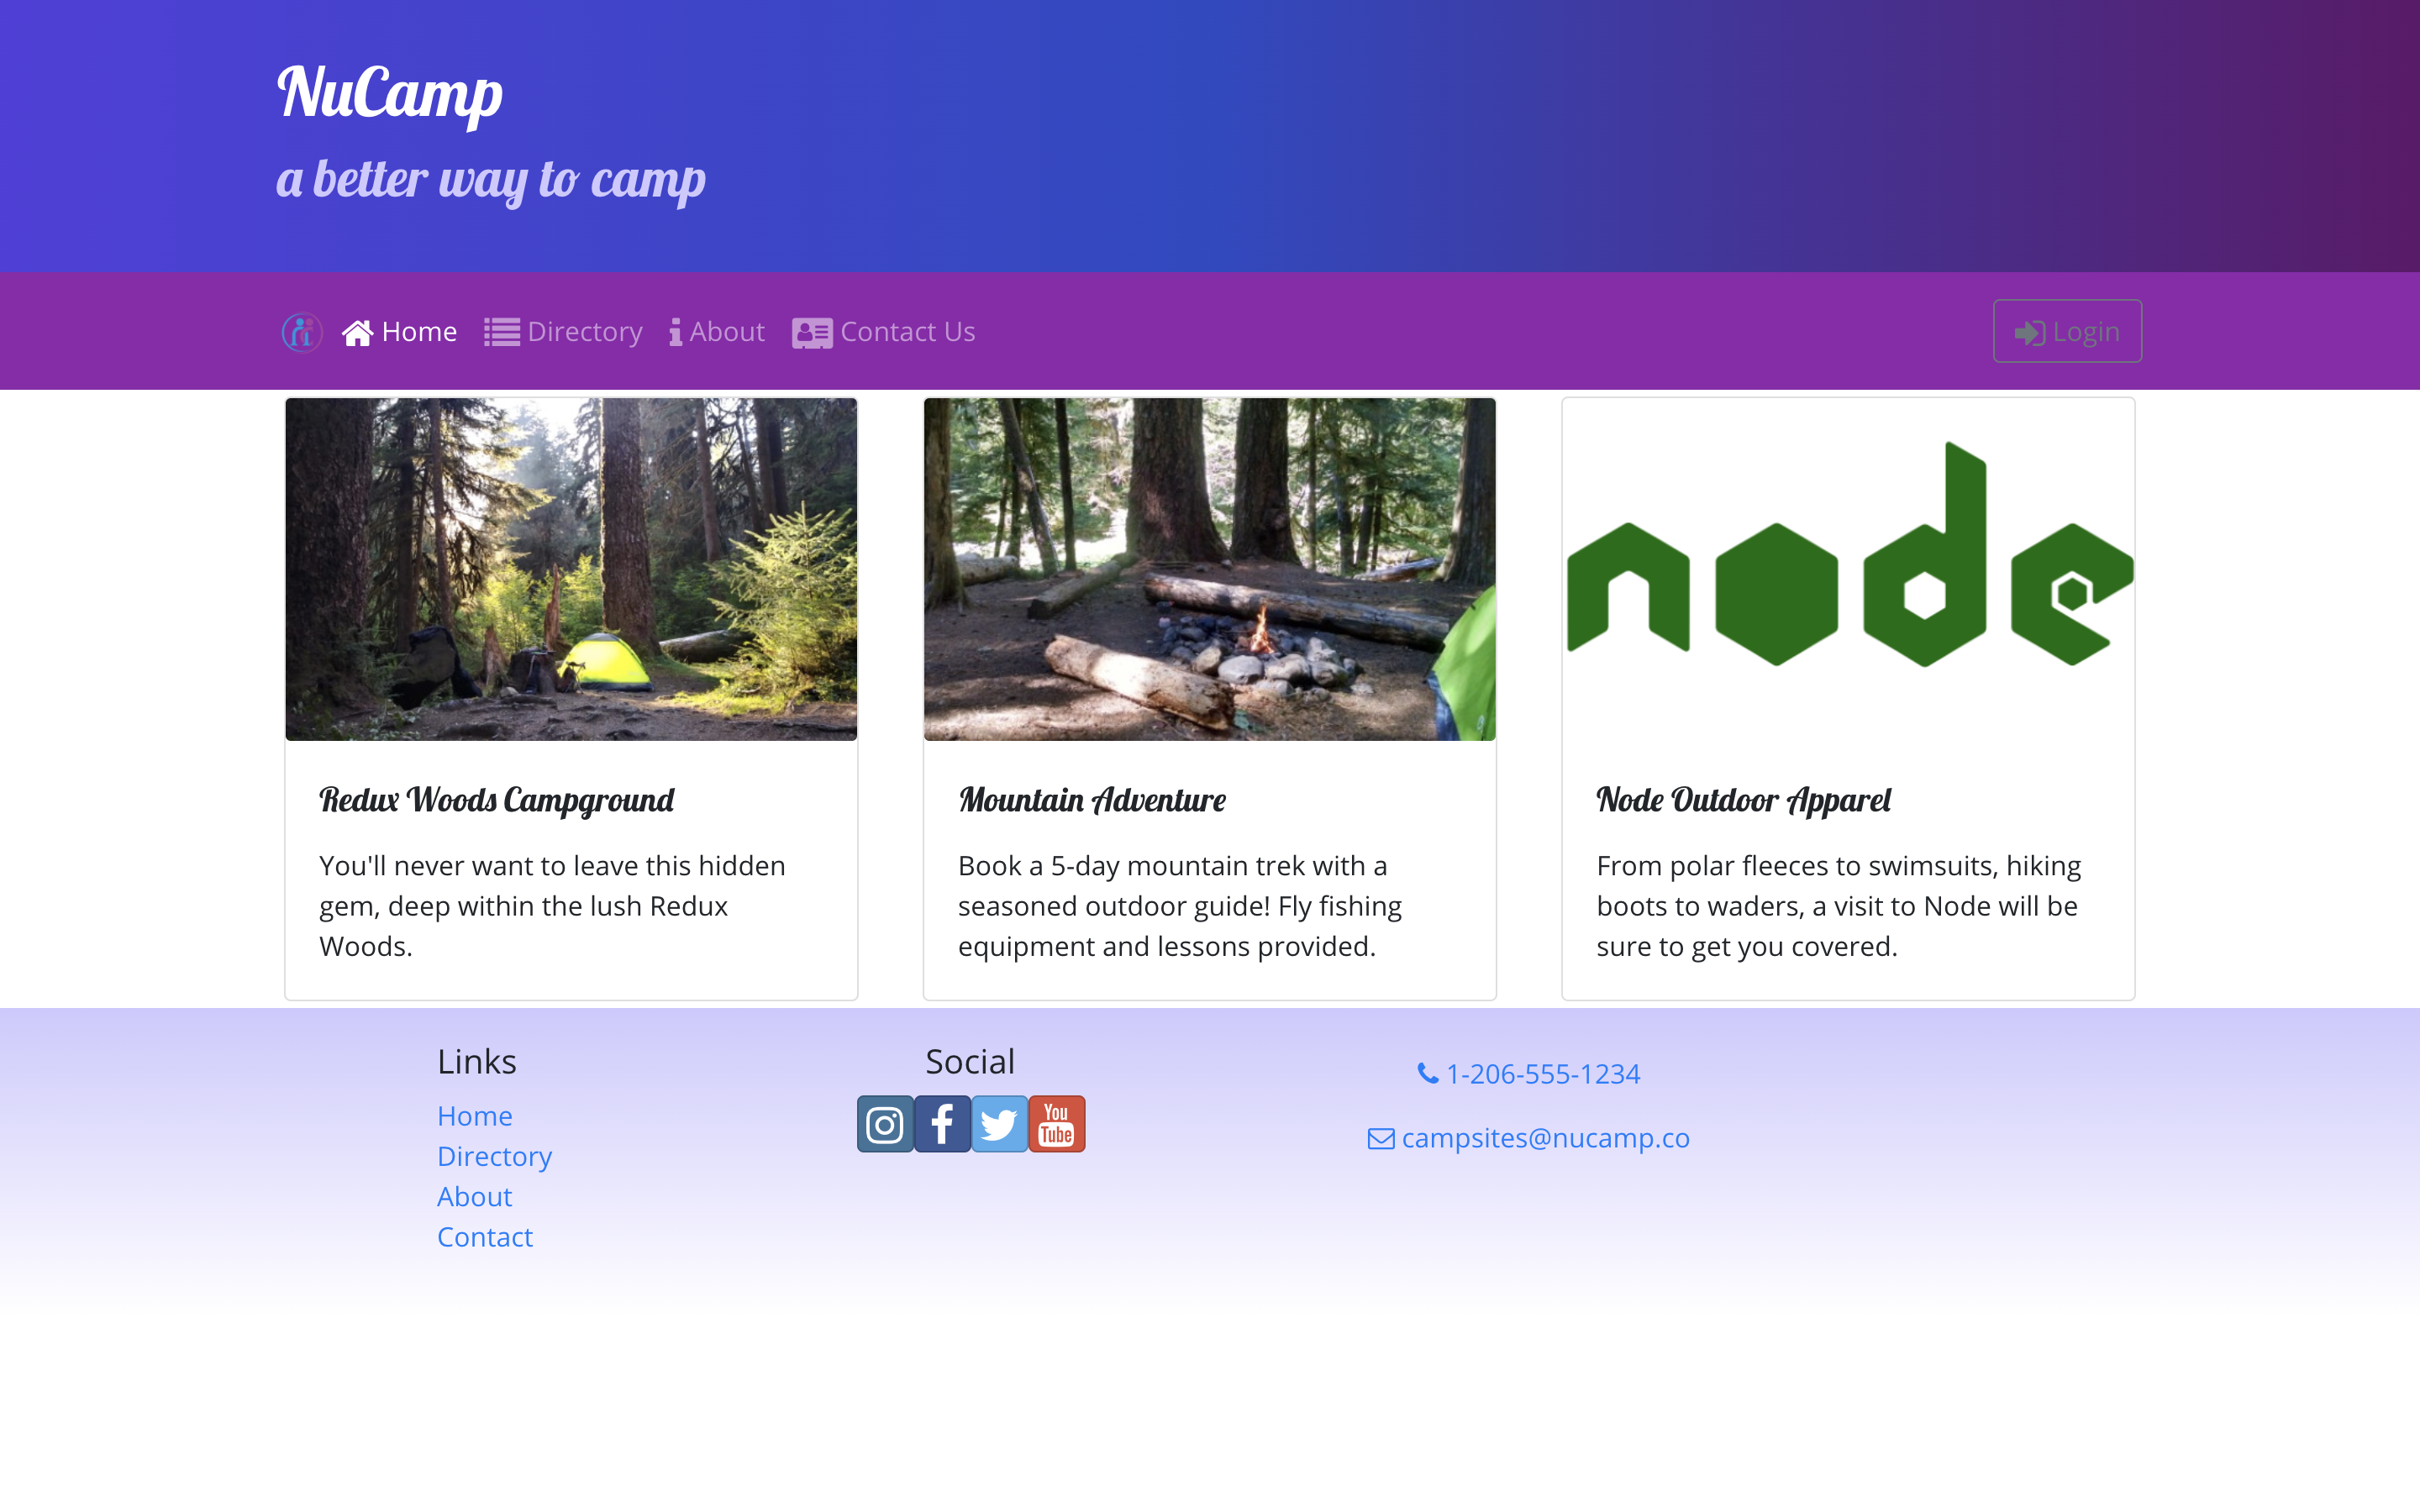 NuCamp
a better way to camp
Home Directory About Contact Us Login
node
Redux Woods Campground
You'll never want to leave this hidden
gem, deep within the lush Redux
Woods.
Mountain Adventure
Book a 5-day mountain trek with a
seasoned outdoor guide! Fly fishing
equipment and lessons provided.
Node Outdoor Apparel
From polar fleeces to swimsuits, hiking
boots to waders, a visit to Node will be
sure to get you covered.
Links
Home
Directory
About
Contact
Social
You
Tube
1-206-555-1234
campsites@nucamp.co